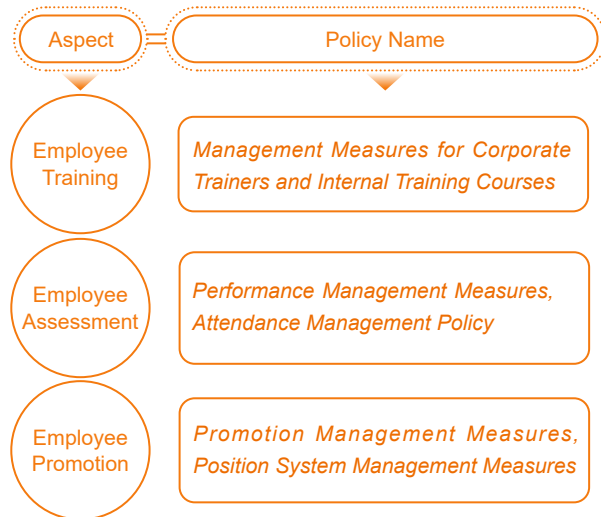 Aspect
Policy Name
Employee
Training
Management Measures for Corporate
Trainers and Internal Training Courses
Employee
Assessment
Performance Management Measures,
Attendance Management Policy
Employee
Promotion
Promotion Management Measures,
Position System Management Measures